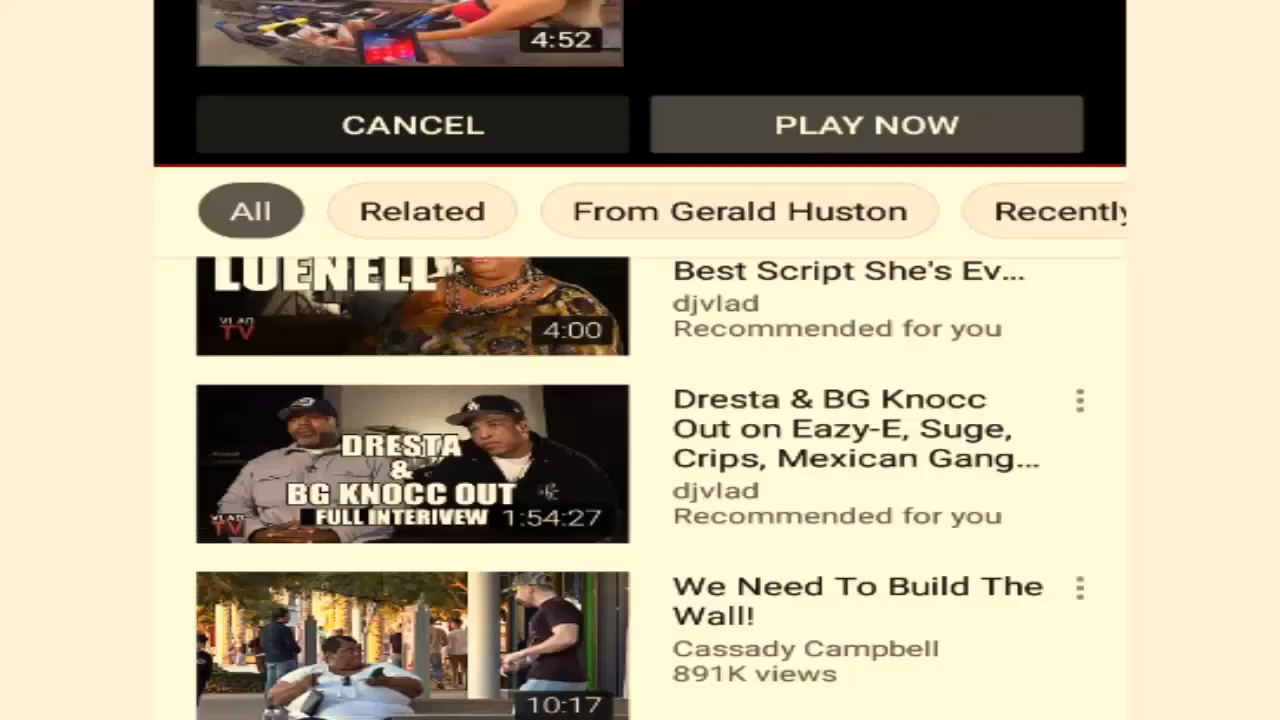 4:52
CANCEL
PLAY NOW
All
Related
From Gerald Huston
Recently
LUENELL
VLAD
TV
4:00
Best Script She's Ev...
djvlad
Recommended for you
DRESTA
&
BG KNOCC OUT
FULL INTERIVEW
VLAD
TV
1:54:27
Dresta & BG Knocc
Out on Eazy-E, Suge,
Crips, Mexican Gang...
djvlad
Recommended for you
10:17
We Need To Build The
Wall!
Cassady Campbell
891K views